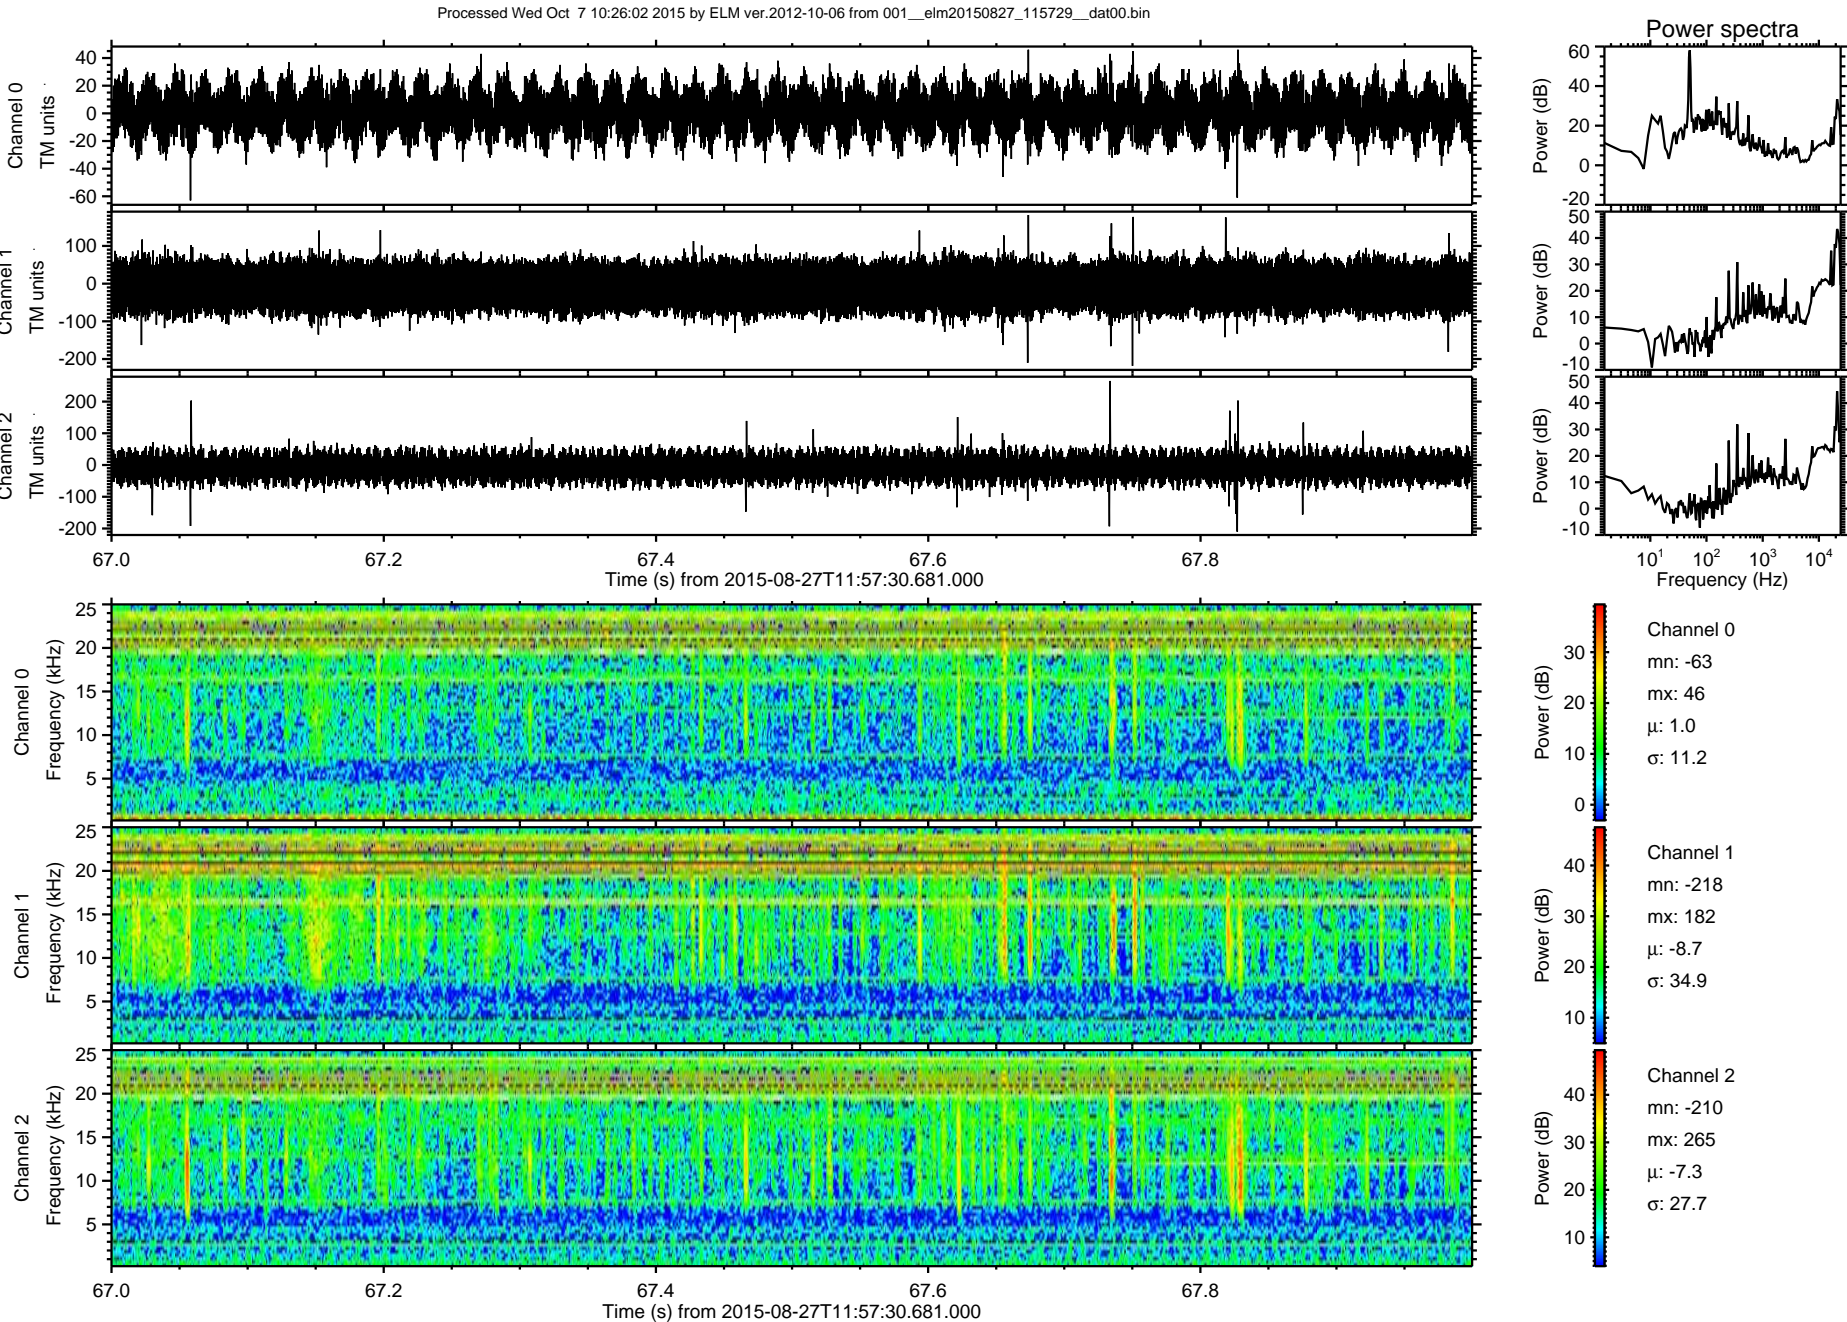 Processed Wed Oct  7 10:26:02 2015 by ELM ver.2012-10-06 from 001__elm20150827_115729__dat00.bin
Power spectra
Channel 0
TM units
40
20
0
-20
-40
-60
Power (dB)
60
40
20
0
-20
Channel 1
TM units
100
0
-100
-200
Power (dB)
50
40
30
20
10
0
-10
Channel 2
TM units
200
100
0
-100
-200
Power (dB)
50
40
30
20
10
0
-10
67.0 67.2 67.4 67.6 67.8
Time (s) from 2015-08-27T11:57:30.681.000
10^1 10^2 10^3 10^4
Frequency (Hz)
Channel 0
Frequency (kHz)
25
20
15
10
5
Power (dB)
30
20
10
0
Channel 0
mn: -63
mx: 46
μ: 1.0
σ: 11.2
Channel 1
Frequency (kHz)
25
20
15
10
5
Power (dB)
40
30
20
10
Channel 1
mn: -218
mx: 182
μ: -8.7
σ: 34.9
Channel 2
Frequency (kHz)
25
20
15
10
5
Power (dB)
40
30
20
10
Channel 2
mn: -210
mx: 265
μ: -7.3
σ: 27.7
67.0 67.2 67.4 67.6 67.8
Time (s) from 2015-08-27T11:57:30.681.000